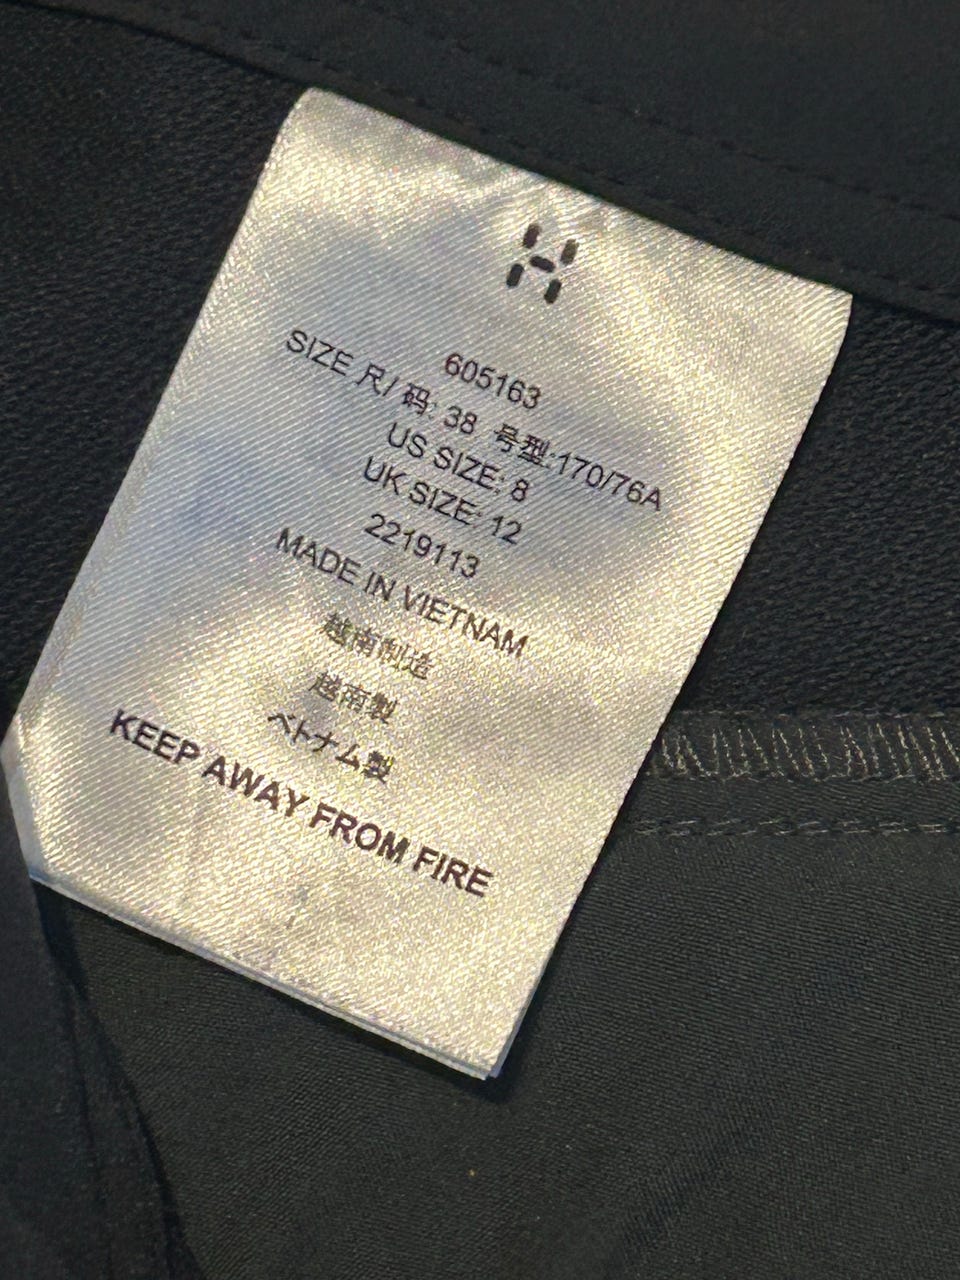 605163
SIZE 尺/ 码: 38 号型:170/76A
US SIZE: 8
UK SIZE: 12
2219113
MADE IN VIETNAM
越南制造
越南製
ベトナム製
KEEP AWAY FROM FIRE